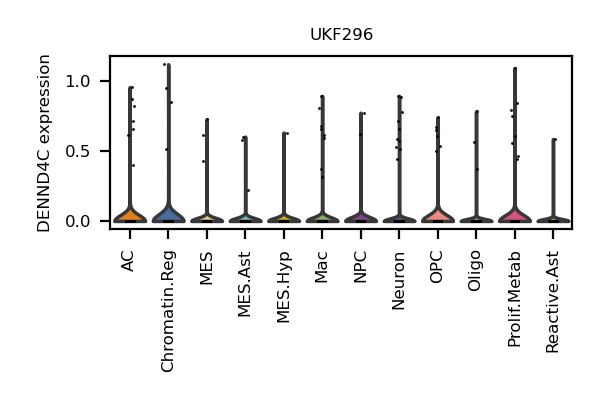 UKF296
DENND4C expression
1.0
0.5
0.0
AC
Chromatin.Reg
MES
MES.Ast
MES.Hyp
Mac
NPC
Neuron
OPC
Oligo
Prolif.Metab
Reactive.Ast